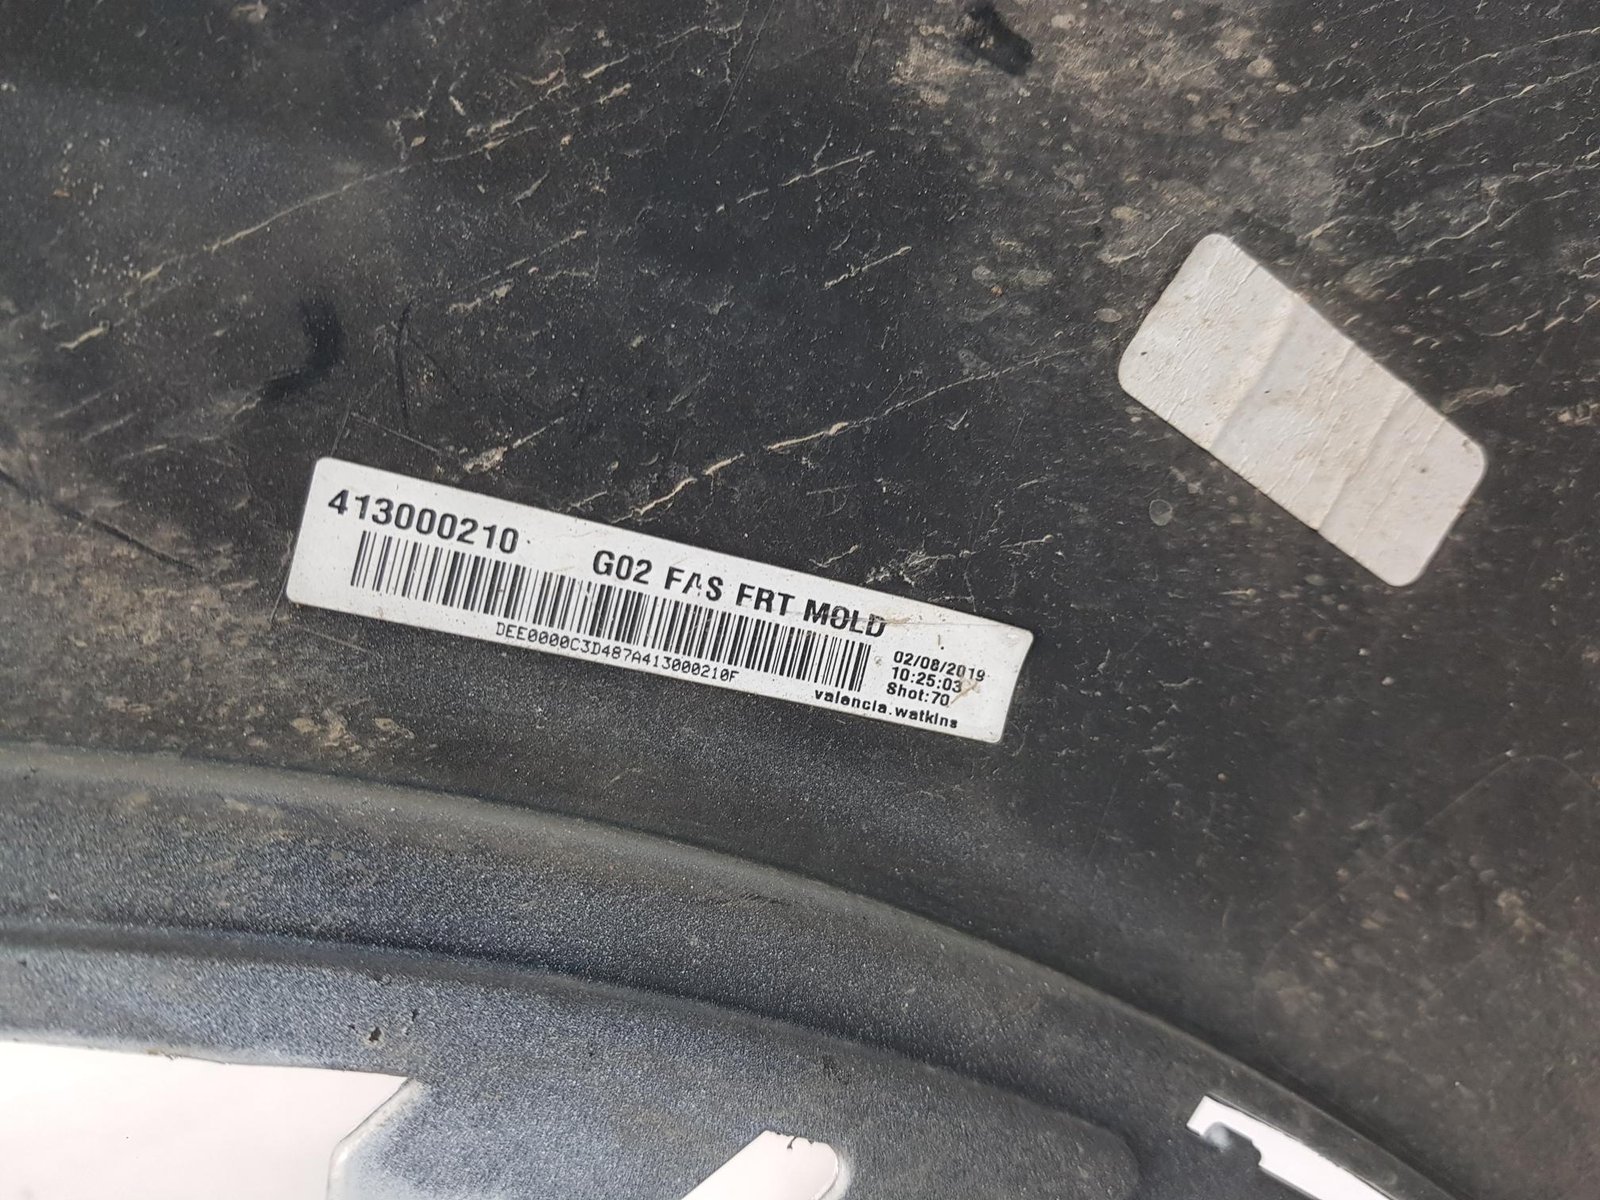 413000210
G02 FAS FRT MOLD
DEE0000C3D487A413000210F
02/08/2019
10:25:03
Shot:70
valencia.watkins